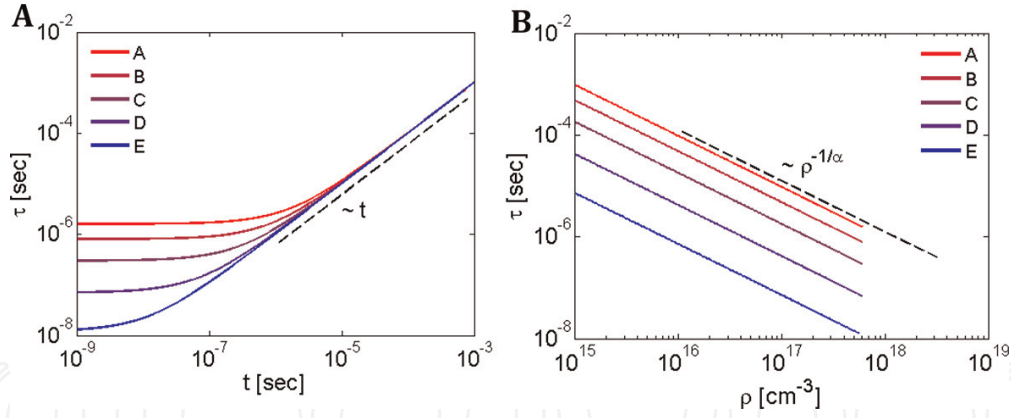 A
10^-2
10^-4
10^-6
10^-8
τ [sec]
A
B
C
D
E
~ t
10^-9
10^-7
10^-5
10^-3
t [sec]
B
10^-2
10^-4
10^-6
10^-8
τ [sec]
A
B
C
D
E
~ ρ^-1/α
10^15
10^16
10^17
10^18
10^19
ρ [cm^-3]